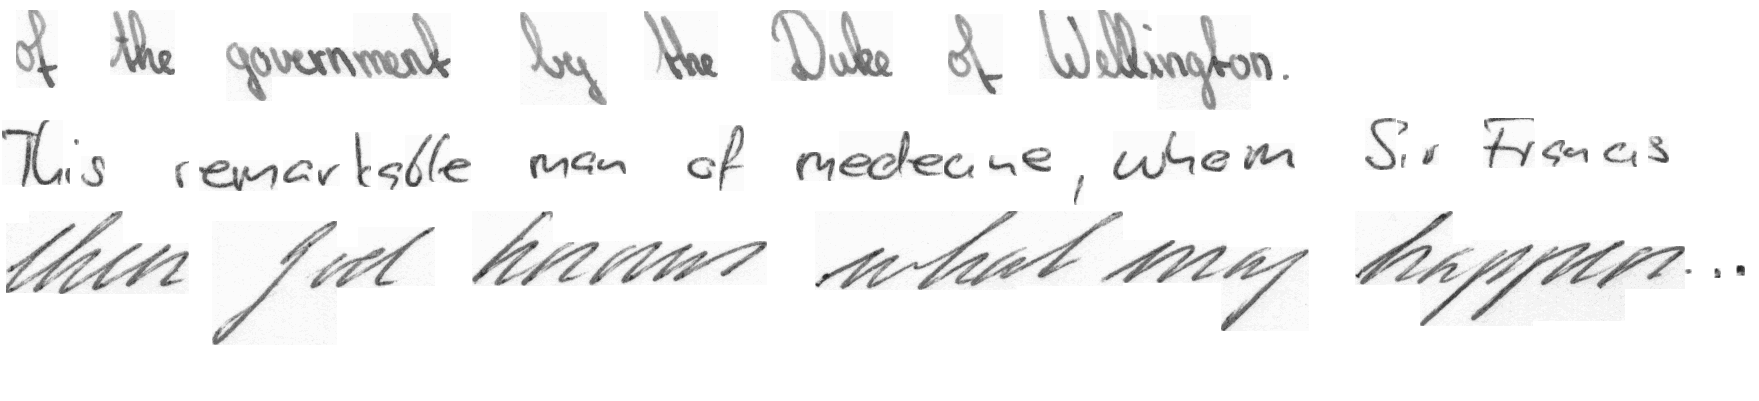 of the government by the Duke of Wellington.
This remarkable man of medecine, whom Sir Francis
then god knows what may happen...